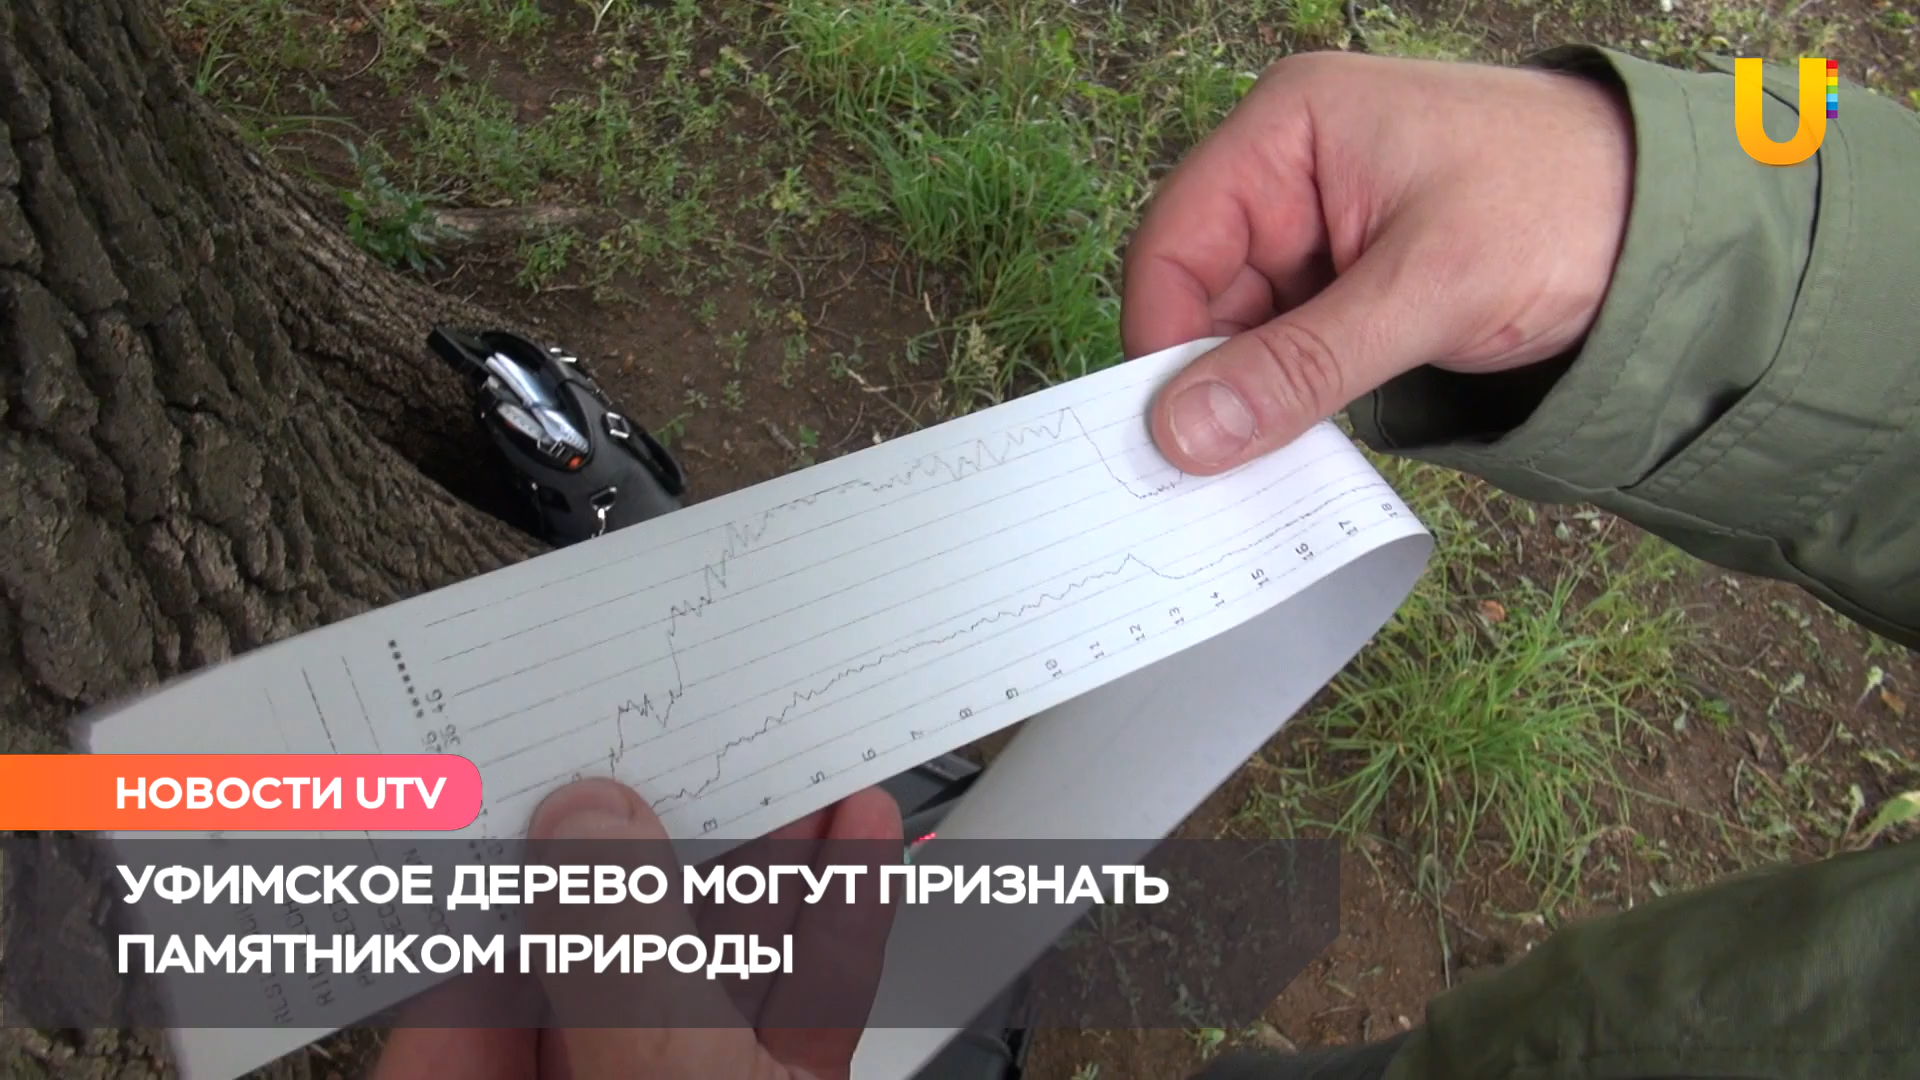 U
НОВОСТИ UTV
УФИМСКОЕ ДЕРЕВО МОГУТ ПРИЗНАТЬ
ПАМЯТНИКОМ ПРИРОДЫ
3 4 5 6 7 8 9 10 11 12 13 14 15 16 17 18